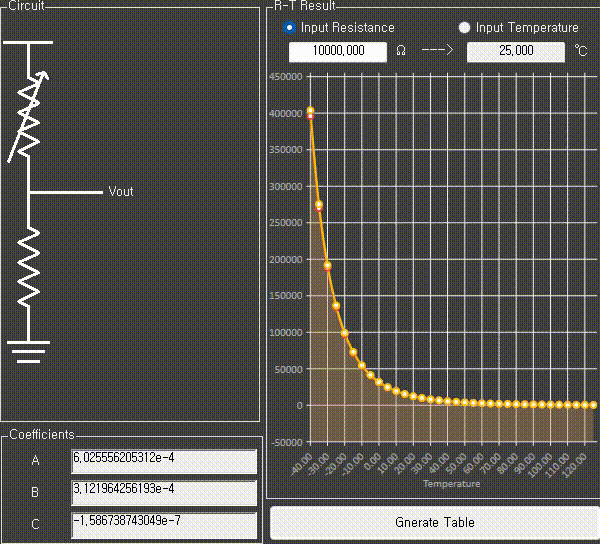 Circuit
Vout
Coefficients
A 6,025556205312e-4
B 3,121964256193e-4
C -1,586738743049e-7
R-T Result
Input Resistance Input Temperature
10000,000 Ω ---> 25,000 ℃
450000
400000
350000
300000
250000
200000
150000
100000
50000
0
-50000
-40.00 -30.00 -20.00 -10.00 0.00 10.00 20.00 30.00 40.00 50.00 60.00 70.00 80.00 90.00 100.00 110.00 120.00
Temperature
Gnerate Table